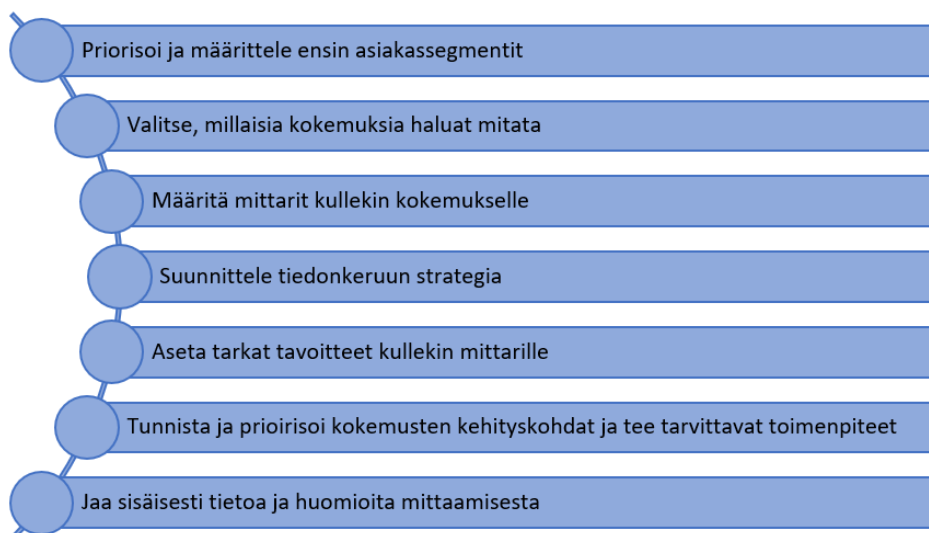 Priorisoi ja määrittele ensin asiakassegmentit
Valitse, millaisia kokemuksia haluat mitata
Määritä mittarit kullekin kokemukselle
Suunnittele tiedonkeruun strategia
Aseta tarkat tavoitteet kullekin mittarille
Tunnista ja prioirisoi kokemusten kehityskohdat ja tee tarvittavat toimenpiteet
Jaa sisäisesti tietoa ja huomioita mittaamisesta